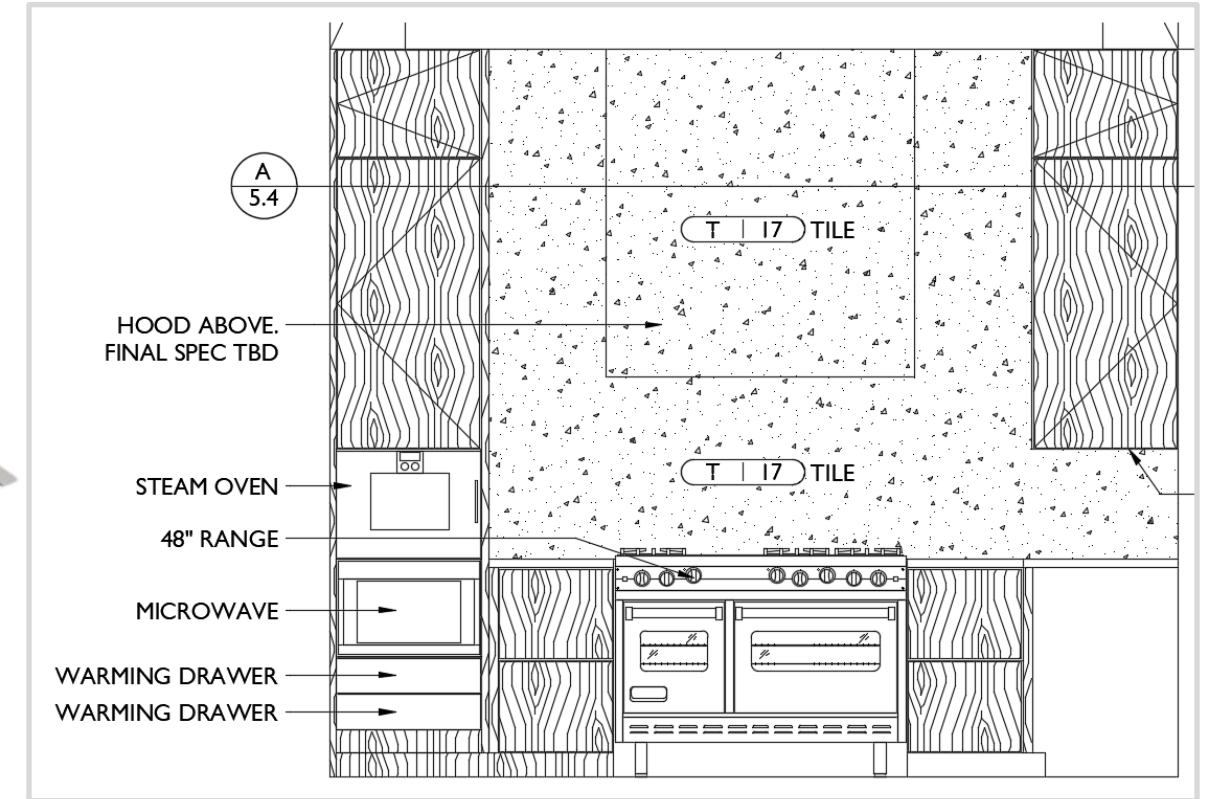 A
5.4
T | 17 TILE
HOOD ABOVE.
FINAL SPEC TBD
T | 17 TILE
STEAM OVEN
48" RANGE
MICROWAVE
WARMING DRAWER
WARMING DRAWER